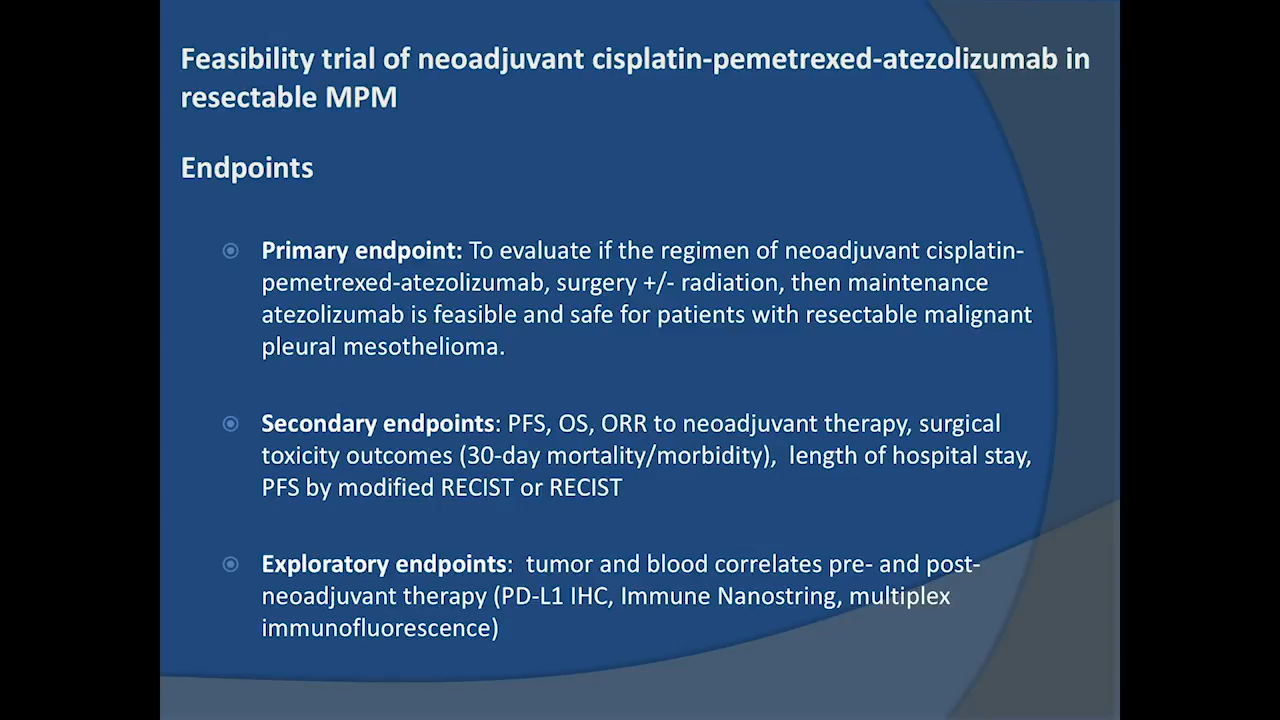 Feasibility trial of neoadjuvant cisplatin-pemetrexed-atezolizumab in
resectable MPM
Endpoints
Primary endpoint: To evaluate if the regimen of neoadjuvant cisplatin-
pemetrexed-atezolizumab, surgery +/- radiation, then maintenance
atezolizumab is feasible and safe for patients with resectable malignant
pleural mesothelioma.
Secondary endpoints: PFS, OS, ORR to neoadjuvant therapy, surgical
toxicity outcomes (30-day mortality/morbidity),  length of hospital stay,
PFS by modified RECIST or RECIST
Exploratory endpoints:  tumor and blood correlates pre- and post-
neoadjuvant therapy (PD-L1 IHC, Immune Nanostring, multiplex
immunofluorescence)